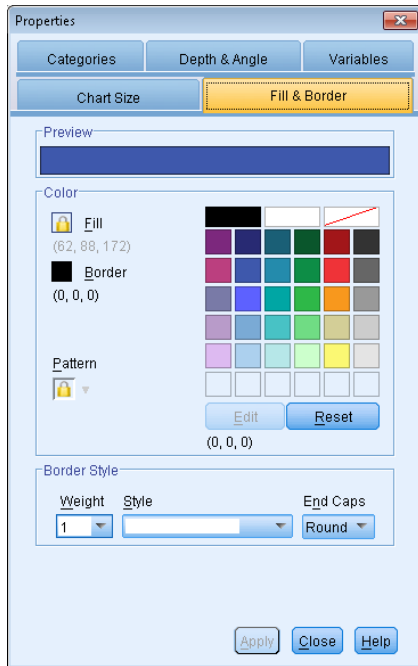 Properties
Categories Depth & Angle Variables
Chart Size Fill & Border
Preview
Color
Fill
(62, 88, 172)
Border
(0, 0, 0)
Pattern
Edit Reset
(0, 0, 0)
Border Style
Weight Style End Caps
1 Round
Apply Close Help